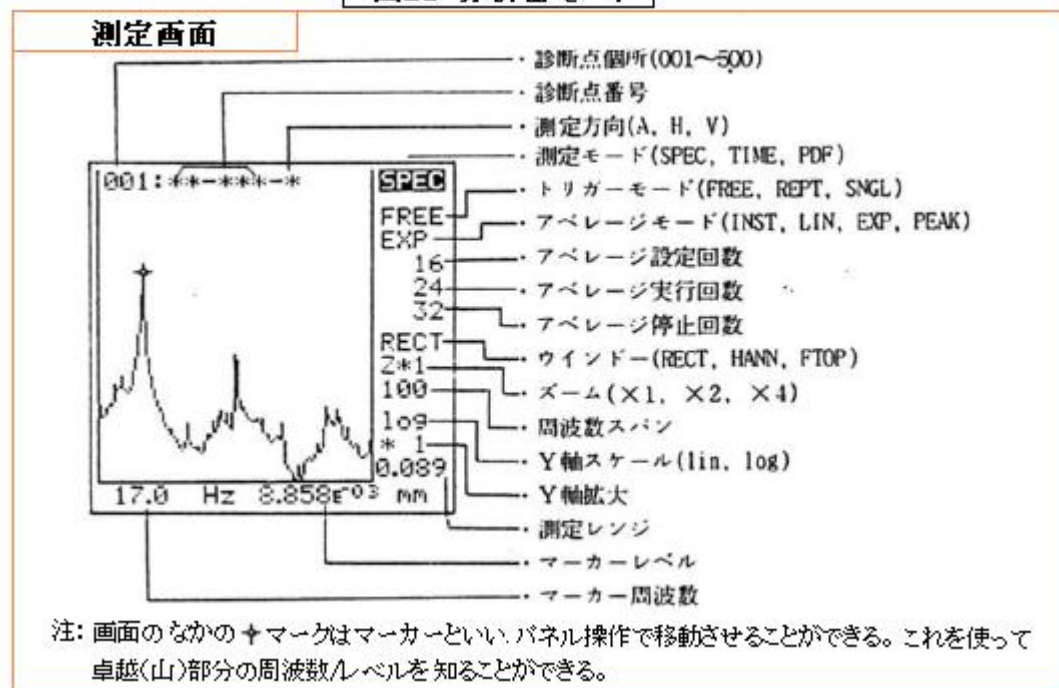 測定画面
・診断点個所(001～500)
・診断点番号
・測定方向(A, H, V)
・測定モード(SPEC, TIME, PDF)
・トリガーモード(FREE, REPT, SNGL)
・アベレージモード(INST, LIN, EXP, PEAK)
・アベレージ設定回数
・アベレージ実行回数
・アベレージ停止回数
・ウインドー(RECT, HANN, FTOP)
・ズーム(×1, ×2, ×4)
・周波数スパン
・Y軸スケール(lin, log)
・Y軸拡大
・測定レンジ
・マーカーレベル
・マーカー周波数
001:**-***-*
SPEC
FREE
EXP
16
24
32
RECT
Z*1
100
log
* 1
0.089
17.0 Hz 8.858E-03 mm
注: 画面のなかの✦マークはマーカーといい、パネル操作で移動させることができる。これを使って
卓越(山)部分の周波数/レベルを知ることができる。